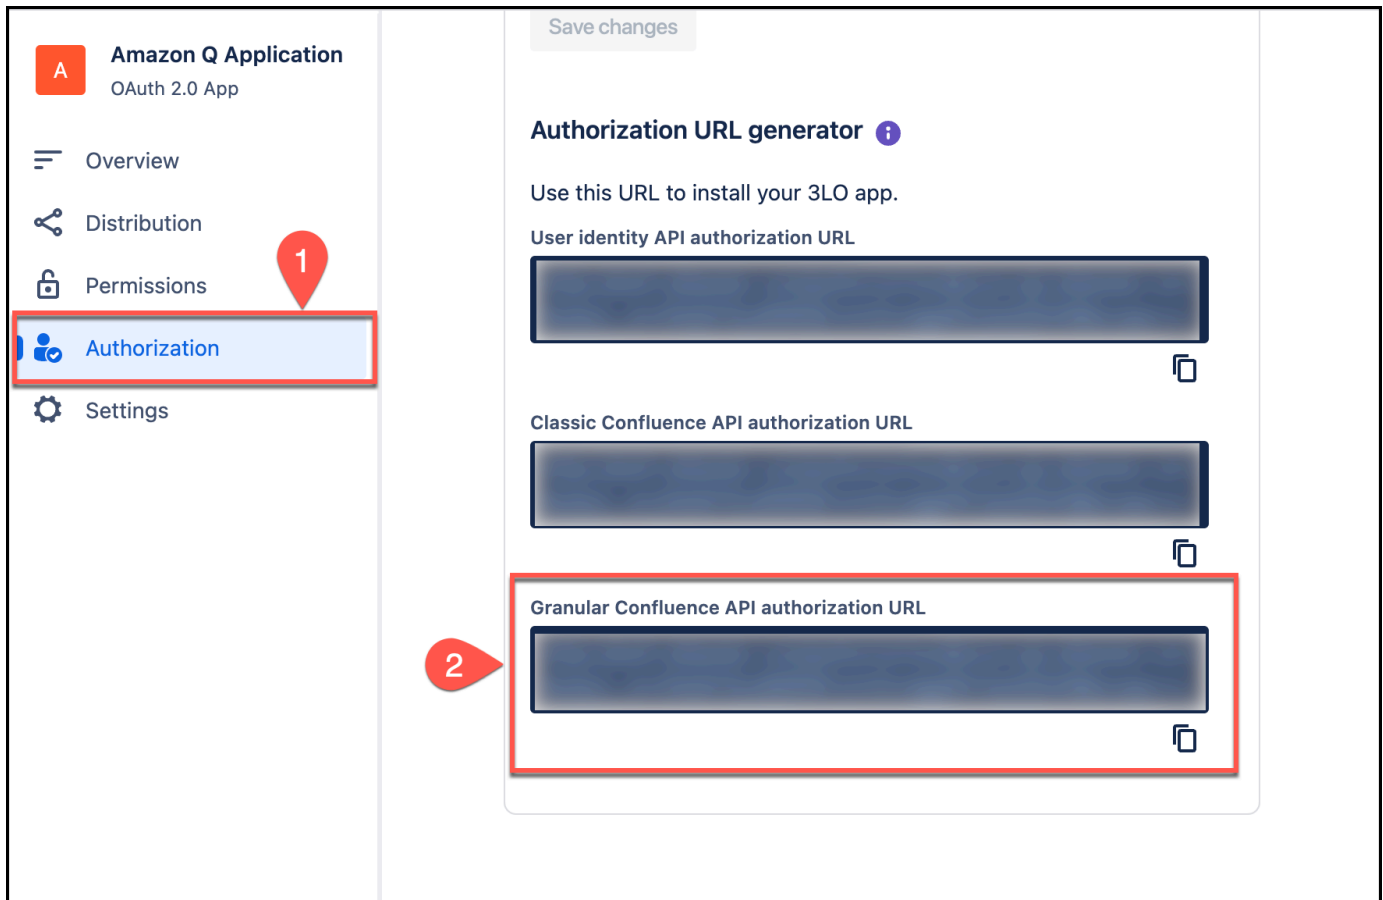 A
Amazon Q Application
OAuth 2.0 App
Overview
Distribution
1
Permissions
Authorization
Settings
Save changes
Authorization URL generator
Use this URL to install your 3LO app.
User identity API authorization URL
Classic Confluence API authorization URL
Granular Confluence API authorization URL
2